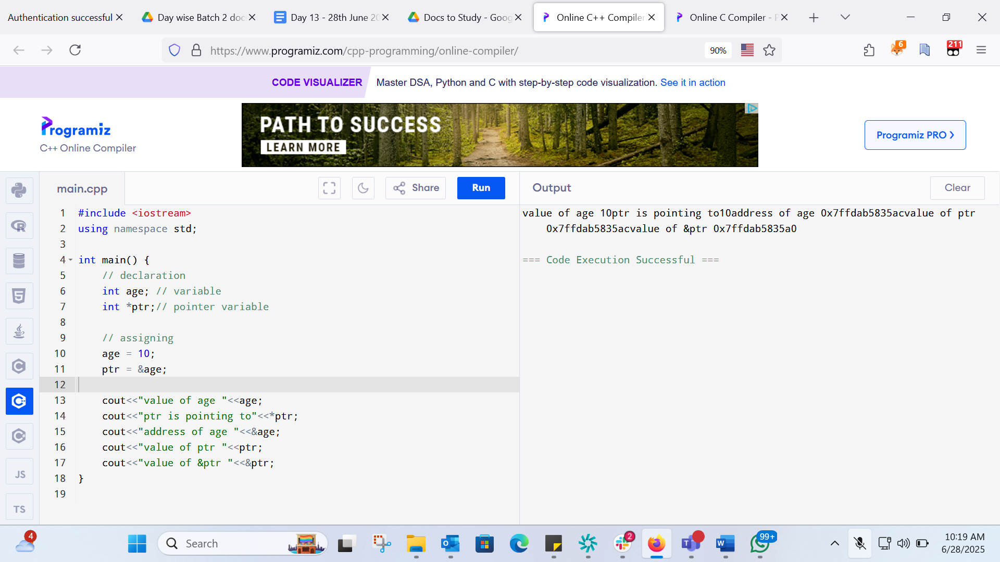 Authentication successful
Day wise Batch 2 doc
Day 13 - 28th June 20
Docs to Study - Goog
Online C++ Compiler
Online C Compiler - P
https://www.programiz.com/cpp-programming/online-compiler/
90%
6
211
CODE VISUALIZER
Master DSA, Python and C with step-by-step code visualization. See it in action
PATH TO SUCCESS
LEARN MORE
Programiz
C++ Online Compiler
Programiz PRO
main.cpp
Share
Run
Output
Clear
1 #include <iostream>
2 using namespace std;
3
4 int main() {
5 // declaration
6 int age; // variable
7 int *ptr;// pointer variable
8
9 // assigning
10 age = 10;
11 ptr = &age;
12
13 cout<<"value of age "<<age;
14 cout<<"ptr is pointing to"<<*ptr;
15 cout<<"address of age "<<&age;
16 cout<<"value of ptr "<<ptr;
17 cout<<"value of &ptr "<<&ptr;
18 }
19
value of age 10ptr is pointing to10address of age 0x7ffdab5835acvalue of ptr
0x7ffdab5835acvalue of &ptr 0x7ffdab5835a0
=== Code Execution Successful ===
JS
TS
4
Search
2
99+
10:19 AM
6/28/2025